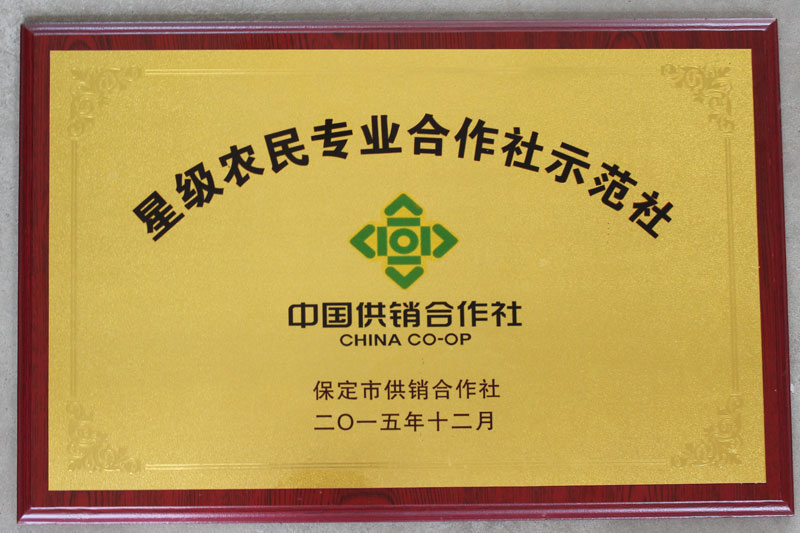 星级农民专业合作社示范社
中国供销合作社
CHINA CO-OP
保定市供销合作社
二〇一五年十二月